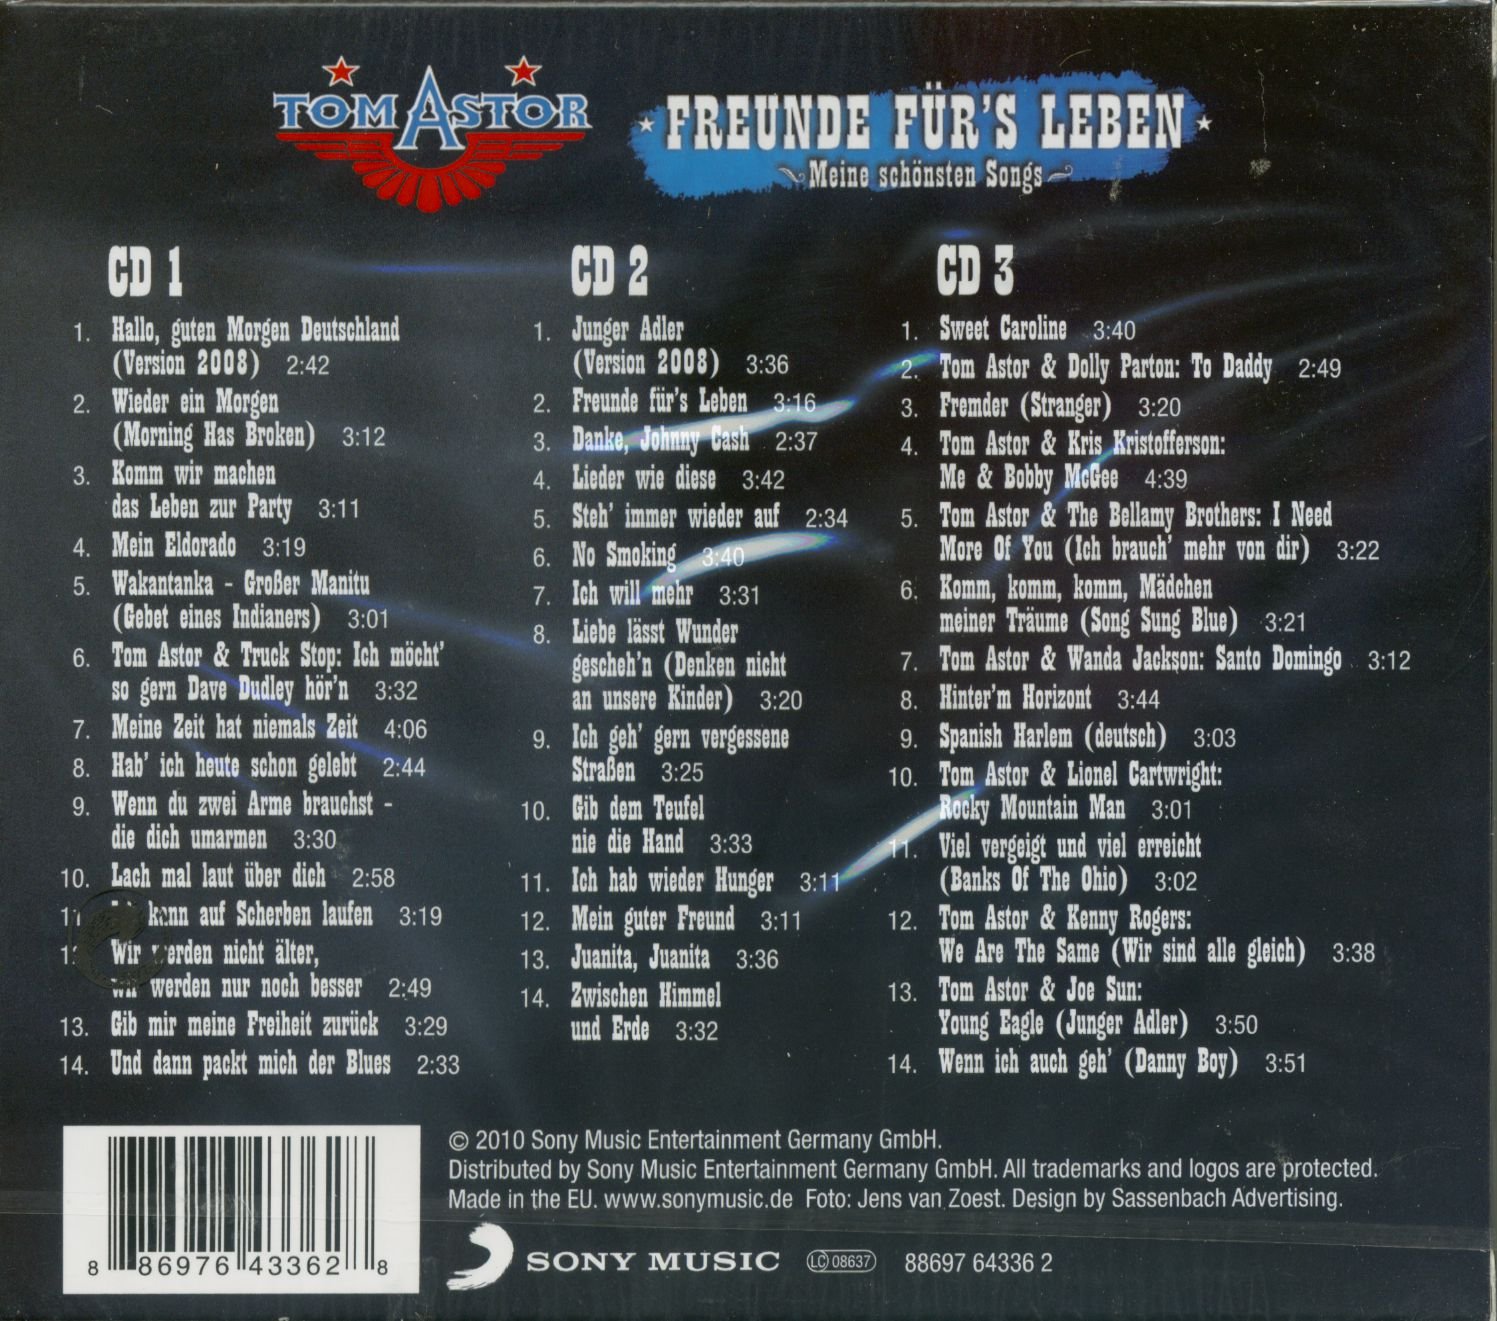 TOM ASTOR
FREUNDE FÜR'S LEBEN
Meine schönsten Songs
CD 1
1. Hallo, guten Morgen Deutschland
(Version 2008) 2:42
2. Wieder ein Morgen
(Morning Has Broken) 3:12
3. Komm wir machen
das Leben zur Party 3:11
4. Mein Eldorado 3:19
5. Wakantanka - Großer Manitu
(Gebet eines Indianers) 3:01
6. Tom Astor & Truck Stop: Ich möcht'
so gern Dave Dudley hör'n 3:32
7. Meine Zeit hat niemals Zeit 4:06
8. Hab' ich heute schon gelebt 2:44
9. Wenn du zwei Arme brauchst -
die dich umarmen 3:30
10. Lach mal laut über dich 2:58
11 kann auf Scherben laufen 3:19
Wir werden nicht älter,
wir werden nur noch besser 2:49
13. Gib mir meine Freiheit zurück 3:29
14. Und dann packt mich der Blues 2:33
CD 2
1. Junger Adler
(Version 2008) 3:36
2. Freunde für's Leben 3:16
3. Danke, Johnny Cash 2:37
4. Lieder wie diese 3:42
5. Steh' immer wieder auf 2:34
6. No Smoking 3:40
7. Ich will mehr 3:31
8. Liebe lässt Wunder
gescheh'n (Denken nicht
an unsere Kinder) 3:20
9. Ich geh' gern vergessene
Straßen 3:25
10. Gib dem Teufel
nie die Hand 3:33
11. Ich hab wieder Hunger 3:11
12. Mein guter Freund 3:11
13. Juanita, Juanita 3:36
14. Zwischen Himmel
und Erde 3:32
CD 3
1. Sweet Caroline 3:40
2. Tom Astor & Dolly Parton: To Daddy 2:49
3. Fremder (Stranger) 3:20
4. Tom Astor & Kris Kristofferson:
Me & Bobby McGee 4:39
5. Tom Astor & The Bellamy Brothers: I Need
More Of You (Ich brauch' mehr von dir) 3:22
6. Komm, komm, komm, Mädchen
meiner Träume (Song Sung Blue) 3:21
7. Tom Astor & Wanda Jackson: Santo Domingo 3:12
8. Hinter'm Horizont 3:44
9. Spanish Harlem (deutsch) 3:03
10. Tom Astor & Lionel Cartwright:
Rocky Mountain Man 3:01
11. Viel vergeigt und viel erreicht
(Banks Of The Ohio) 3:02
12. Tom Astor & Kenny Rogers:
We Are The Same (Wir sind alle gleich) 3:38
13. Tom Astor & Joe Sun:
Young Eagle (Junger Adler) 3:50
14. Wenn ich auch geh' (Danny Boy) 3:51
© 2010 Sony Music Entertainment Germany GmbH.
Distributed by Sony Music Entertainment Germany GmbH. All trademarks and logos are protected.
Made in the EU. www.sonymusic.de Foto: Jens van Zoest. Design by Sassenbach Advertising.
8 86976 43362 8
SONY MUSIC LC 08637 88697 64336 2